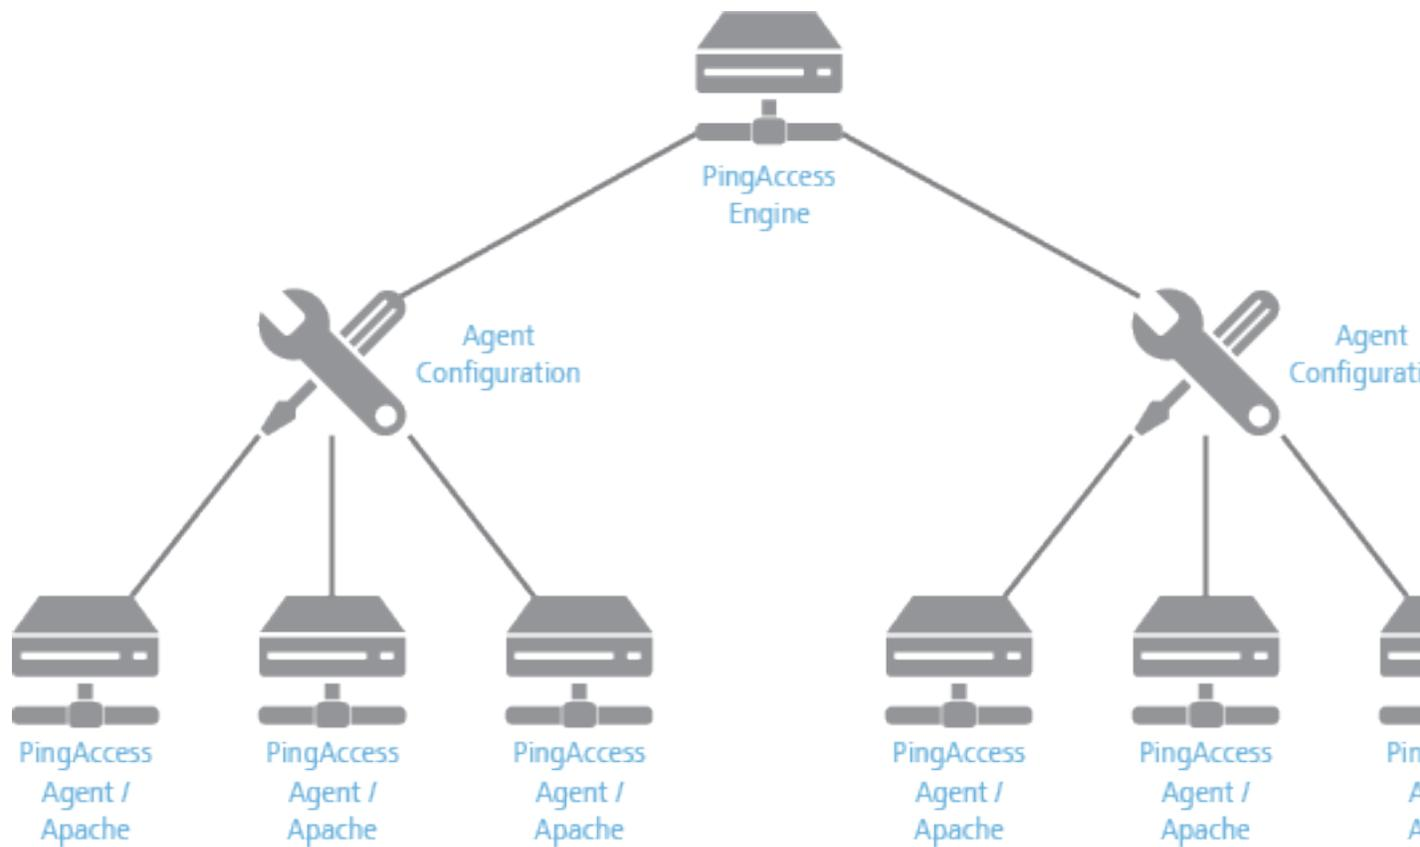 PingAccess
Engine
Agent
Configuration
Agent
PingAccess
Agent /
Apache
PingAccess
Agent /
Apache
PingAccess
Agent /
Apache
PingAccess
Agent /
Apache
PingAccess
Agent /
Apache